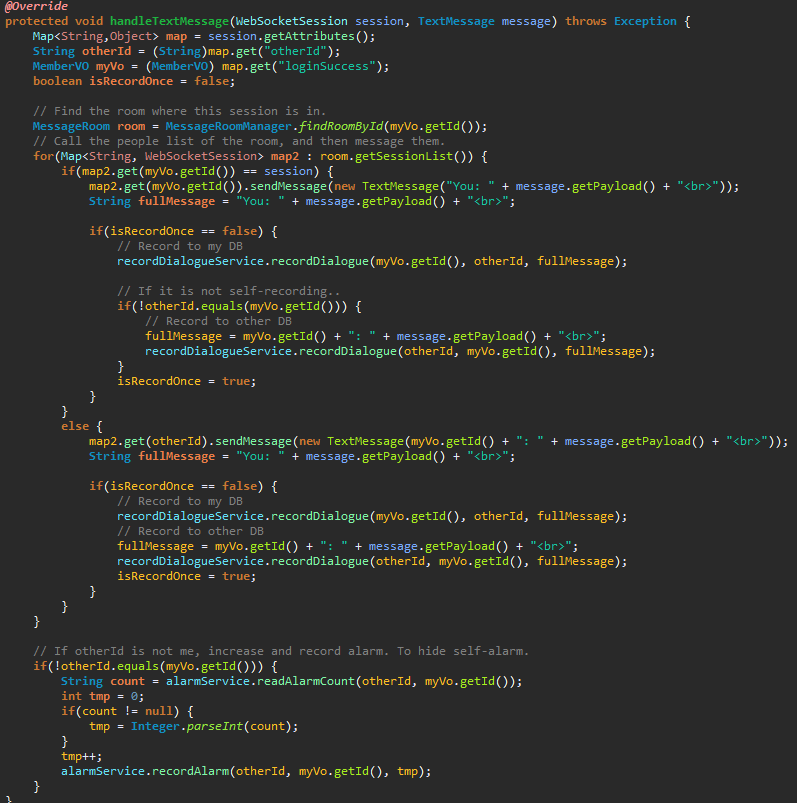 @Override
protected void handleTextMessage(WebSocketSession session, TextMessage message) throws Exception {
    Map<String,Object> map = session.getAttributes();
    String otherId = (String)map.get("otherId");
    MemberVO myVo = (MemberVO) map.get("loginSuccess");
    boolean isRecordOnce = false;

    // Find the room where this session is in.
    MessageRoom room = MessageRoomManager.findRoomById(myVo.getId());
    // Call the people list of the room, and then message them.
    for(Map<String, WebSocketSession> map2 : room.getSessionList()) {
        if(map2.get(myVo.getId()) == session) {
            map2.get(myVo.getId()).sendMessage(new TextMessage("You: " + message.getPayload() + "<br>"));
            String fullMessage = "You: " + message.getPayload() + "<br>";

            if(isRecordOnce == false) {
                // Record to my DB
                recordDialogueService.recordDialogue(myVo.getId(), otherId, fullMessage);

                // If it is not self-recording..
                if(!otherId.equals(myVo.getId())) {
                    // Record to other DB
                    fullMessage = myVo.getId() + ": " + message.getPayload() + "<br>";
                    recordDialogueService.recordDialogue(otherId, myVo.getId(), fullMessage);
                }
                isRecordOnce = true;
            }
        }
        else {
            map2.get(otherId).sendMessage(new TextMessage(myVo.getId() + ": " + message.getPayload() + "<br>"));
            String fullMessage = "You: " + message.getPayload() + "<br>";

            if(isRecordOnce == false) {
                // Record to my DB
                recordDialogueService.recordDialogue(myVo.getId(), otherId, fullMessage);
                // Record to other DB
                fullMessage = myVo.getId() + ": " + message.getPayload() + "<br>";
                recordDialogueService.recordDialogue(otherId, myVo.getId(), fullMessage);
                isRecordOnce = true;
            }
        }
    }

    // If otherId is not me, increase and record alarm. To hide self-alarm.
    if(!otherId.equals(myVo.getId())) {
        String count = alarmService.readAlarmCount(otherId, myVo.getId());
        int tmp = 0;
        if(count != null) {
            tmp = Integer.parseInt(count);
        }
        tmp++;
        alarmService.recordAlarm(otherId, myVo.getId(), tmp);
    }
}